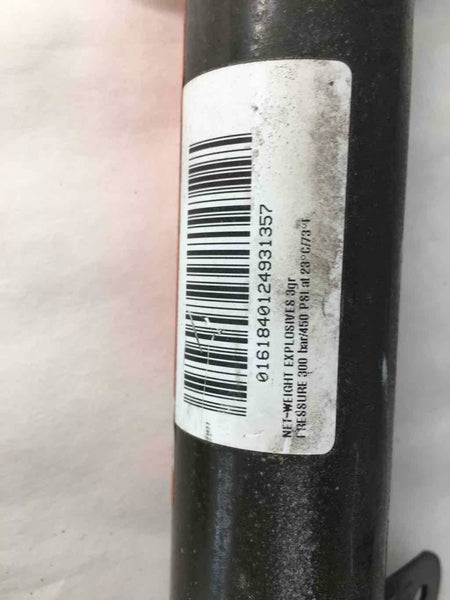 0161840124931357
NET-WEIGHT EXPLOSIVES 3gr
PRESSURE 300 bar/450 PSI at 23°C/73°F